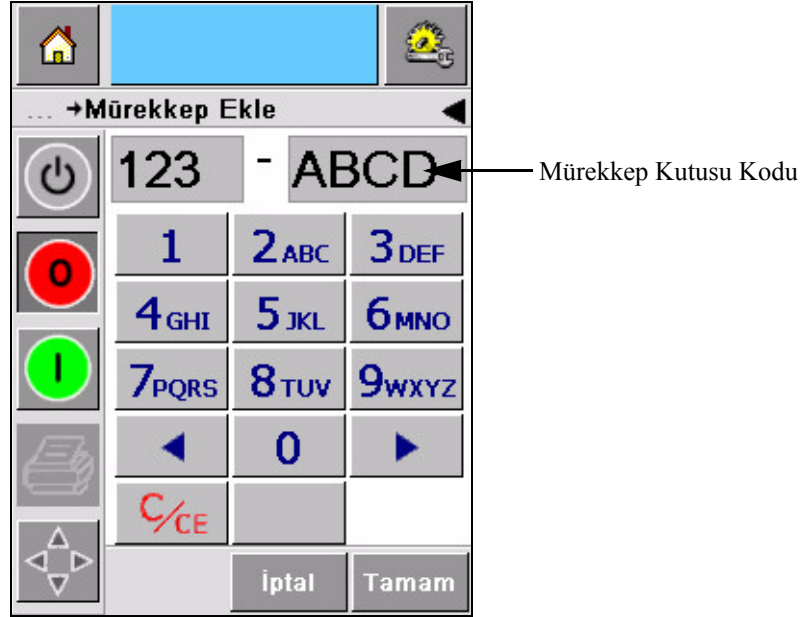 ... →Mürekkep Ekle
123 - ABCD
Mürekkep Kutusu Kodu
1 2ABC 3DEF
0
4GHI 5JKL 6MNO
I
7PQRS 8TUV 9WXYZ
0
C/CE
İptal Tamam